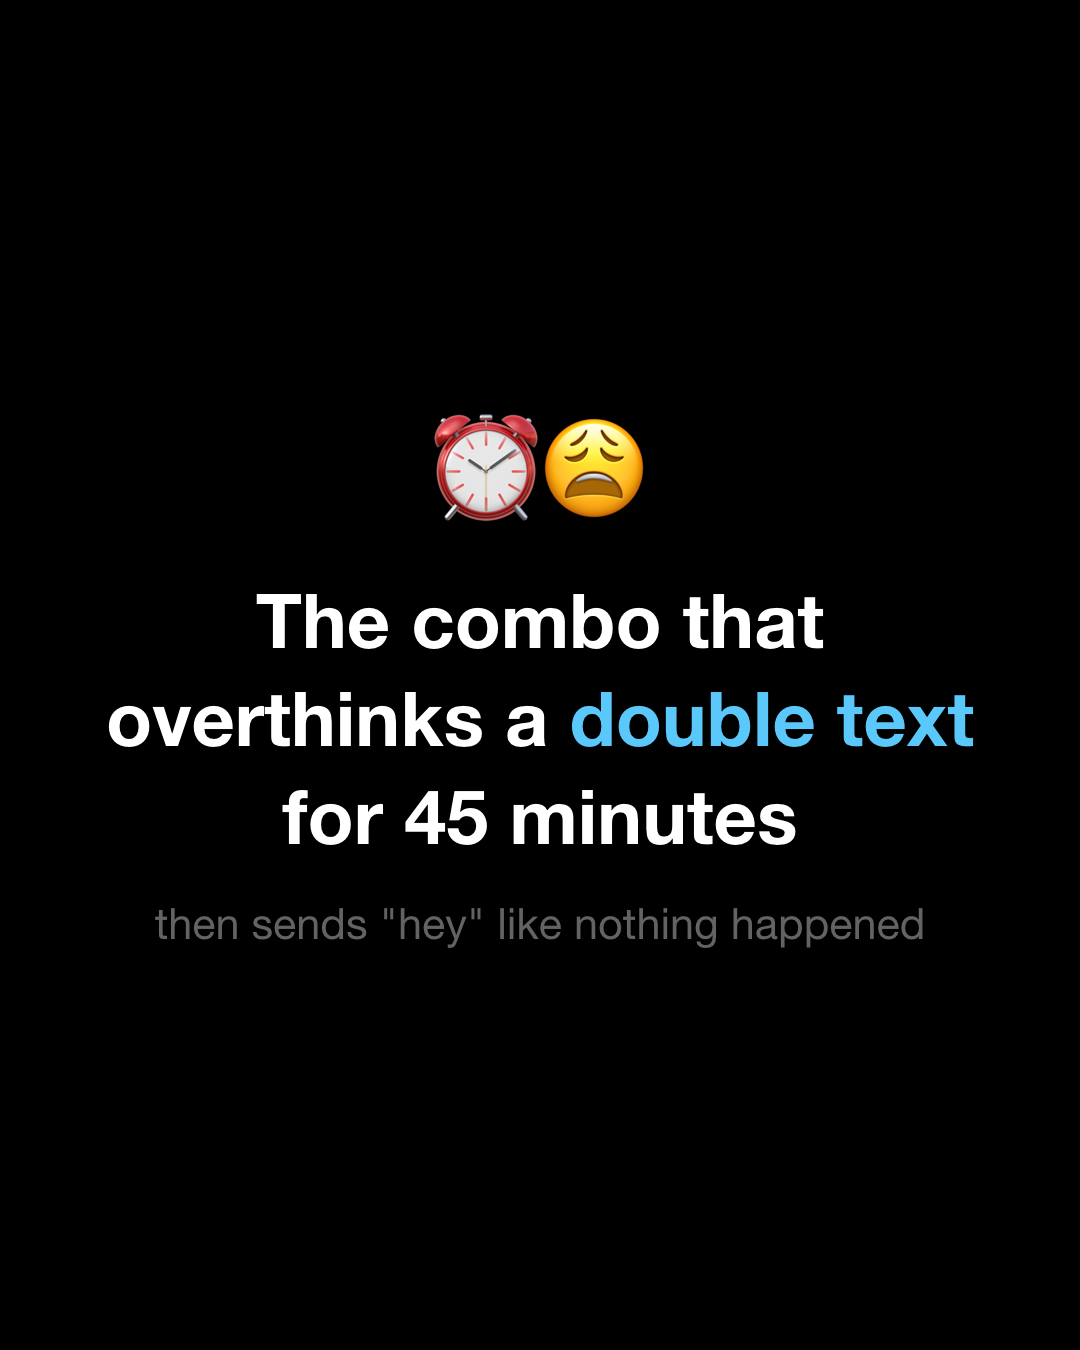 The combo that
overthinks a double text
for 45 minutes
then sends "hey" like nothing happened